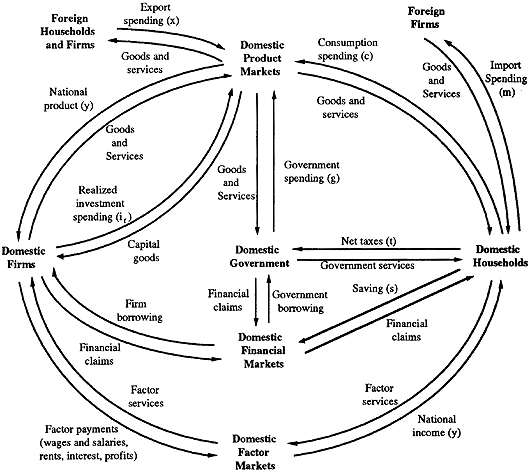 Foreign
Households
and Firms
Export
spending (x)
Goods and
services
Domestic
Product
Markets
Consumption
spending (c)
Goods and
services
Foreign
Firms
Goods
and
Services
Import
Spending
(m)
National
product (y)
Goods
and
Services
Realized
investment
spending (i_r)
Capital
goods
Goods
and
Services
Government
spending (g)
Domestic
Firms
Domestic
Government
Net taxes (t)
Government services
Domestic
Households
Firm
borrowing
Financial
claims
Financial
claims
Government
borrowing
Saving (s)
Financial
claims
Domestic
Financial
Markets
Factor
services
Factor payments
(wages and salaries,
rents, interest, profits)
Factor
services
National
income (y)
Domestic
Factor
Markets